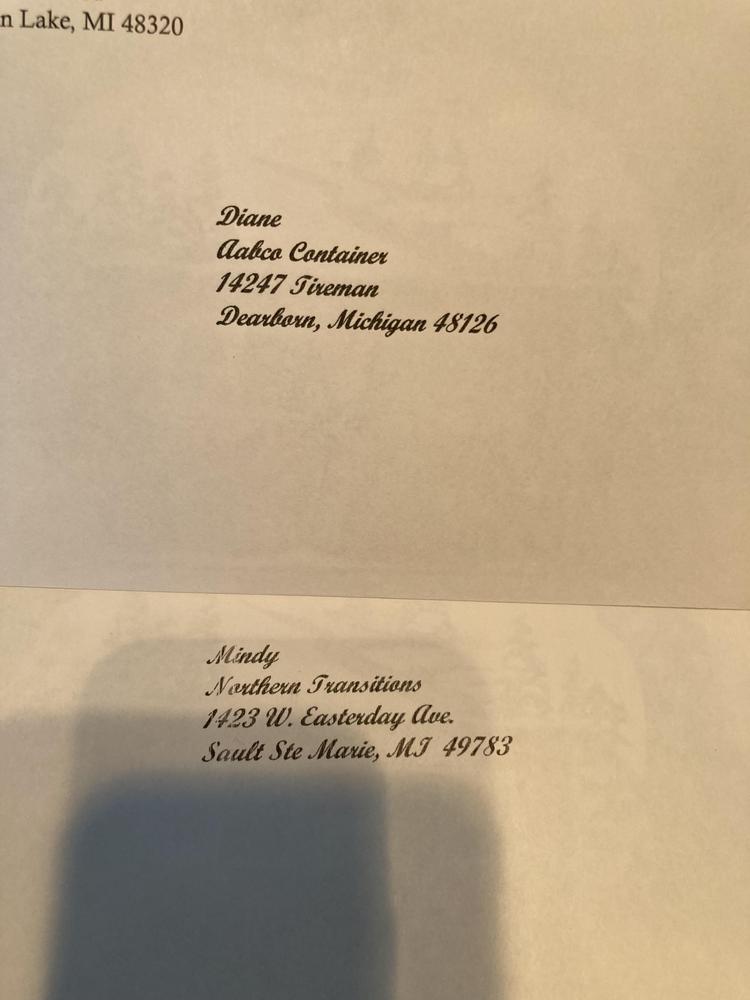 n Lake, MI 48320
Diane
Aabco Container
14247 Tireman
Dearborn, Michigan 48126
Mindy
Northern Transitions
1423 W. Easterday Ave.
Sault Ste Marie, MI 49783